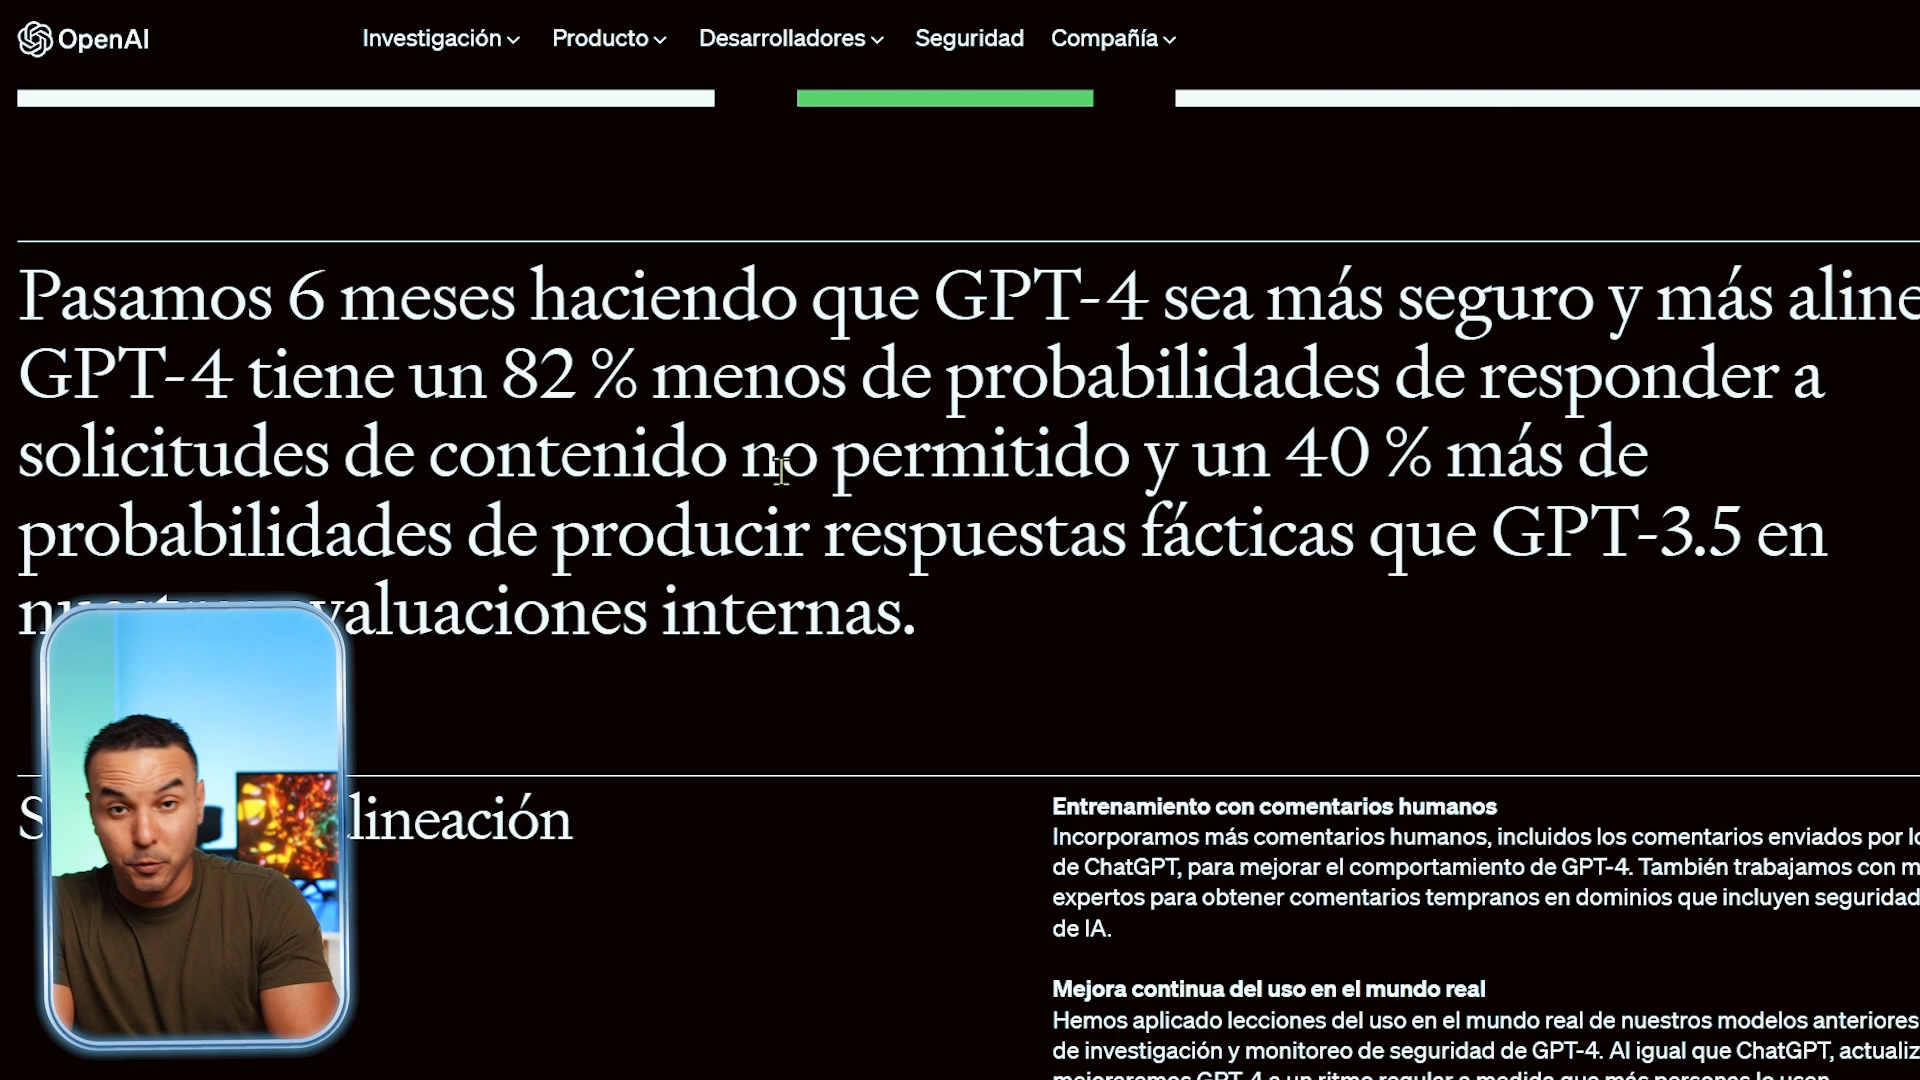 OpenAI
Investigación Producto Desarrolladores Seguridad Compañía
Pasamos 6 meses haciendo que GPT-4 sea más seguro y más
GPT-4 tiene un 82 % menos de probabilidades de responder a
solicitudes de contenido no permitido y un 40 % más de
probabilidades de producir respuestas fácticas que GPT-3.5 en
evaluaciones internas.
Entrenamiento con comentarios humanos
Incorporamos más comentarios humanos, incluidos los comentarios enviados por
de ChatGPT, para mejorar el comportamiento de GPT-4. También trabajamos con
expertos para obtener comentarios tempranos en dominios que incluyen seguridad
de IA.
Mejora continua del uso en el mundo real
Hemos aplicado lecciones del uso en el mundo real de nuestros modelos anteriores
de investigación y monitoreo de seguridad de GPT-4. Al igual que ChatGPT,